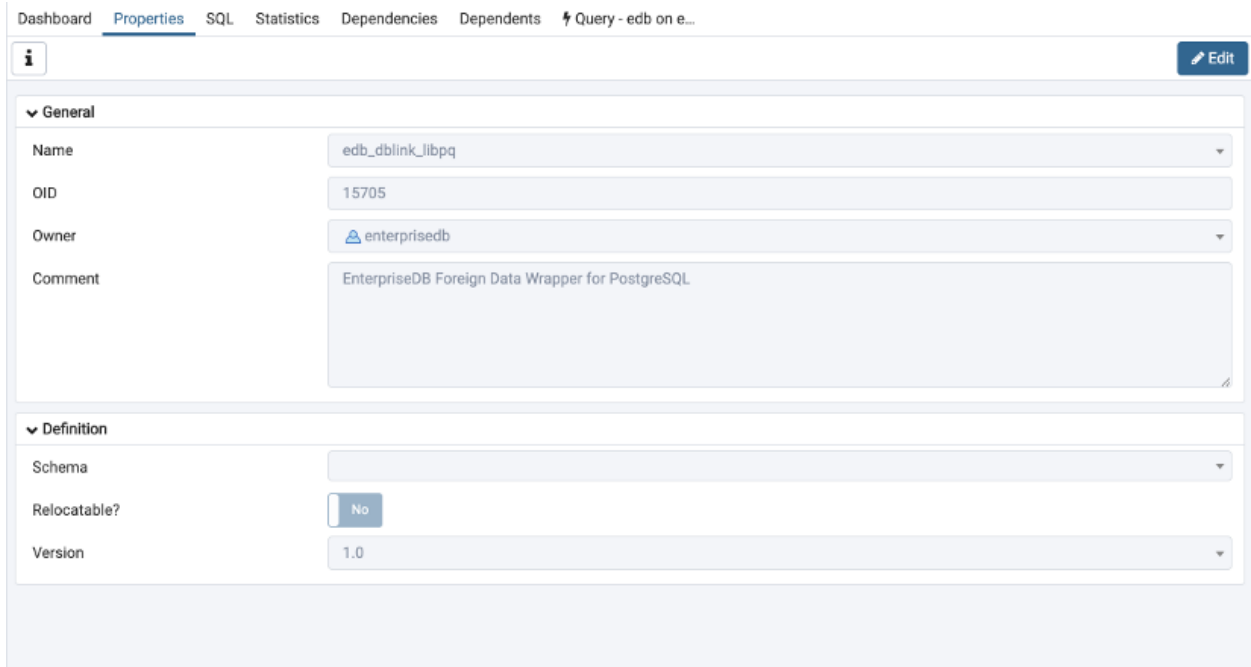 Dashboard Properties SQL Statistics Dependencies Dependents Query - edb on e...
i Edit
General
Name edb_dblink_libpq
OID 15705
Owner enterprisedb
Comment EnterpriseDB Foreign Data Wrapper for PostgreSQL
Definition
Schema
Relocatable? No
Version 1.0